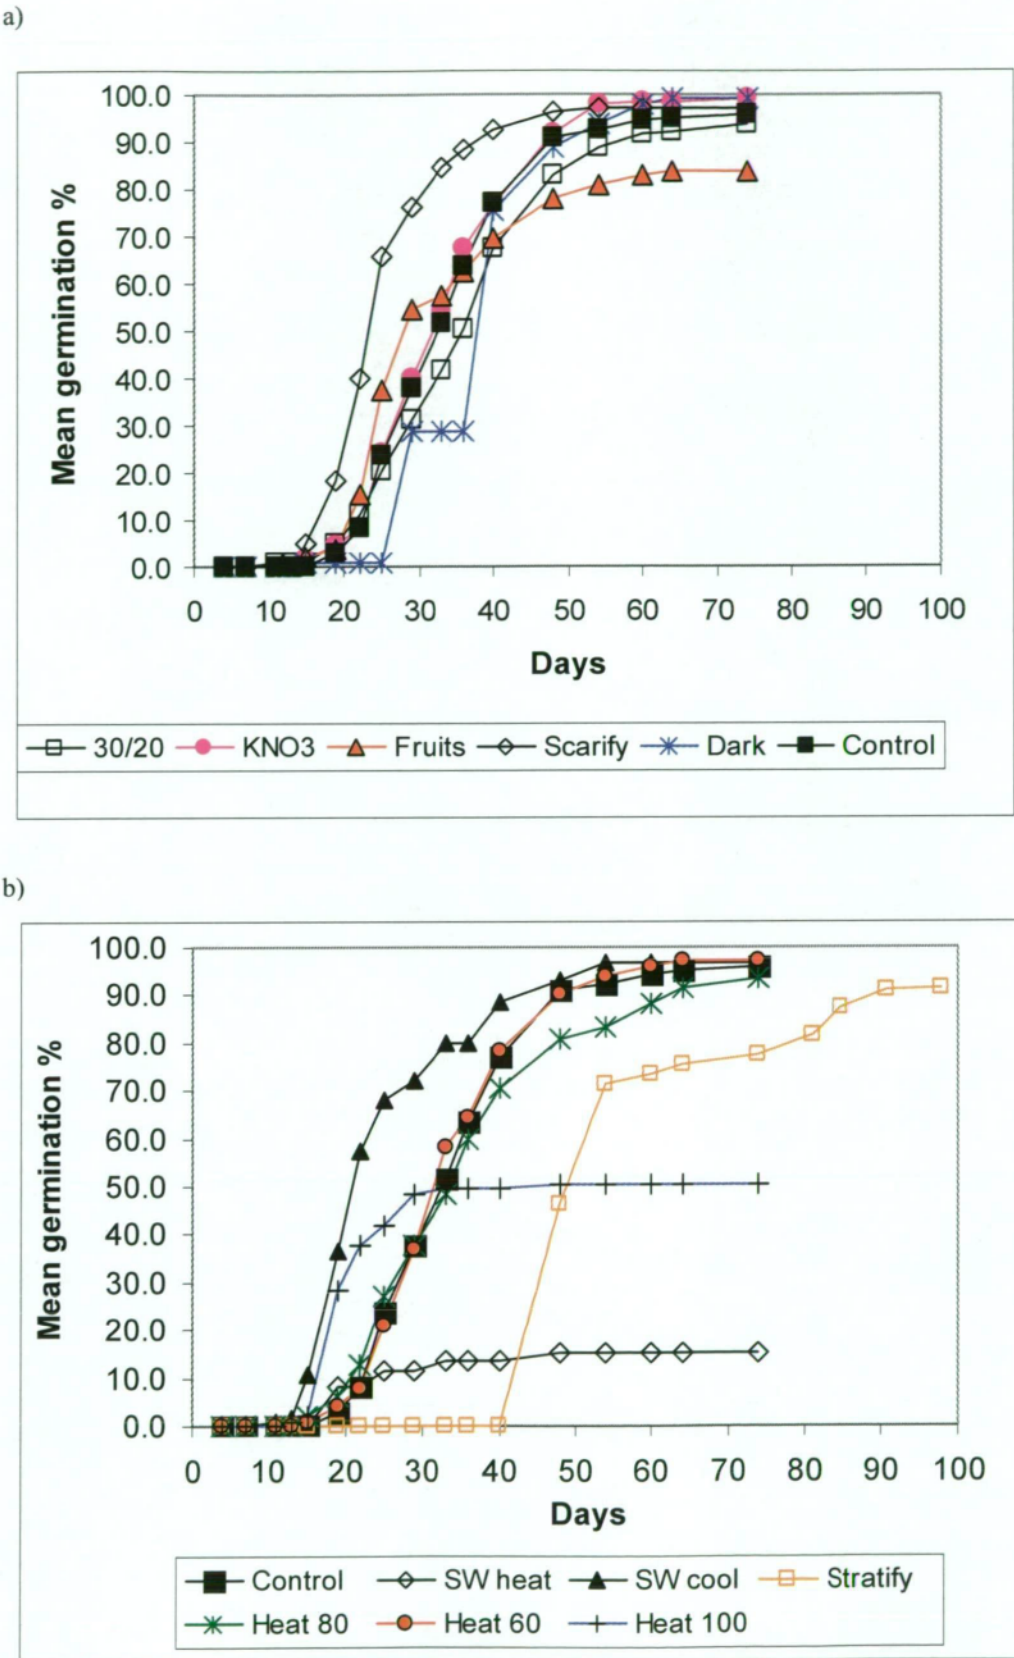 a)
100.0
90.0
80.0
70.0
60.0
50.0
40.0
30.0
20.0
10.0
0.0
Mean germination %
0 10 20 30 40 50 60 70 80 90 100
Days
30/20 KNO3 Fruits Scarify Dark Control
b)
100.0
90.0
80.0
70.0
60.0
50.0
40.0
30.0
20.0
10.0
0.0
Mean germination %
0 10 20 30 40 50 60 70 80 90 100
Days
Control SW heat SW cool Stratify
Heat 80 Heat 60 Heat 100